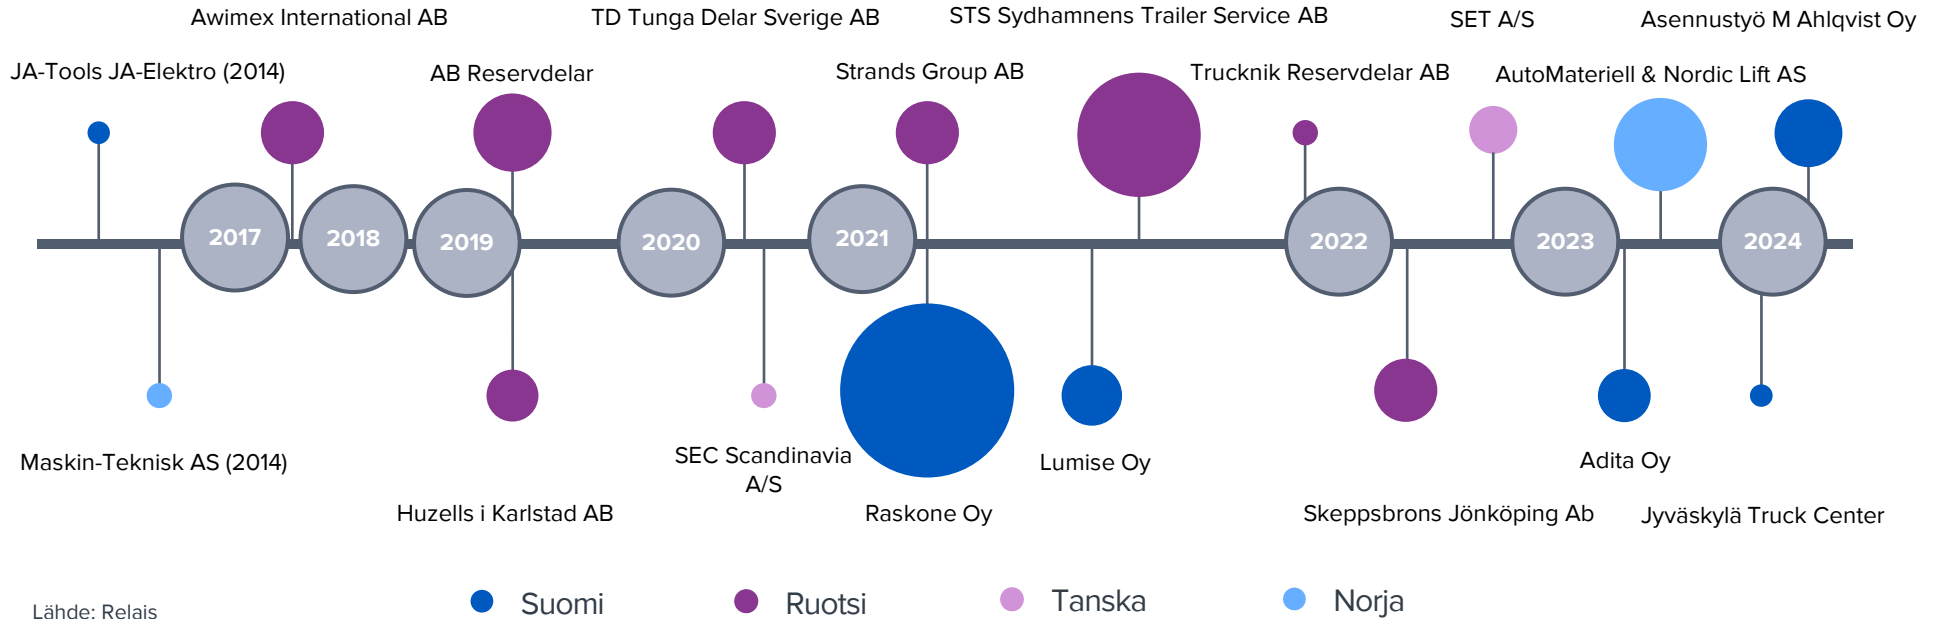 Awimex International AB
TD Tunga Delar Sverige AB
STS Sydhamnens Trailer Service AB
SET A/S
Asennustyö M Ahlqvist Oy
JA-Tools JA-Elektro (2014)
AB Reservdelar
Strands Group AB
Trucknik Reservdelar AB
AutoMateriell & Nordic Lift AS
2017
2018
2019
2020
2021
2022
2023
2024
Maskin-Teknisk AS (2014)
SEC Scandinavia
A/S
Lumise Oy
Adita Oy
Huzells i Karlstad AB
Raskone Oy
Skeppsbrons Jönköping Ab
Jyväskylä Truck Center
Lähde: Relais
Suomi
Ruotsi
Tanska
Norja